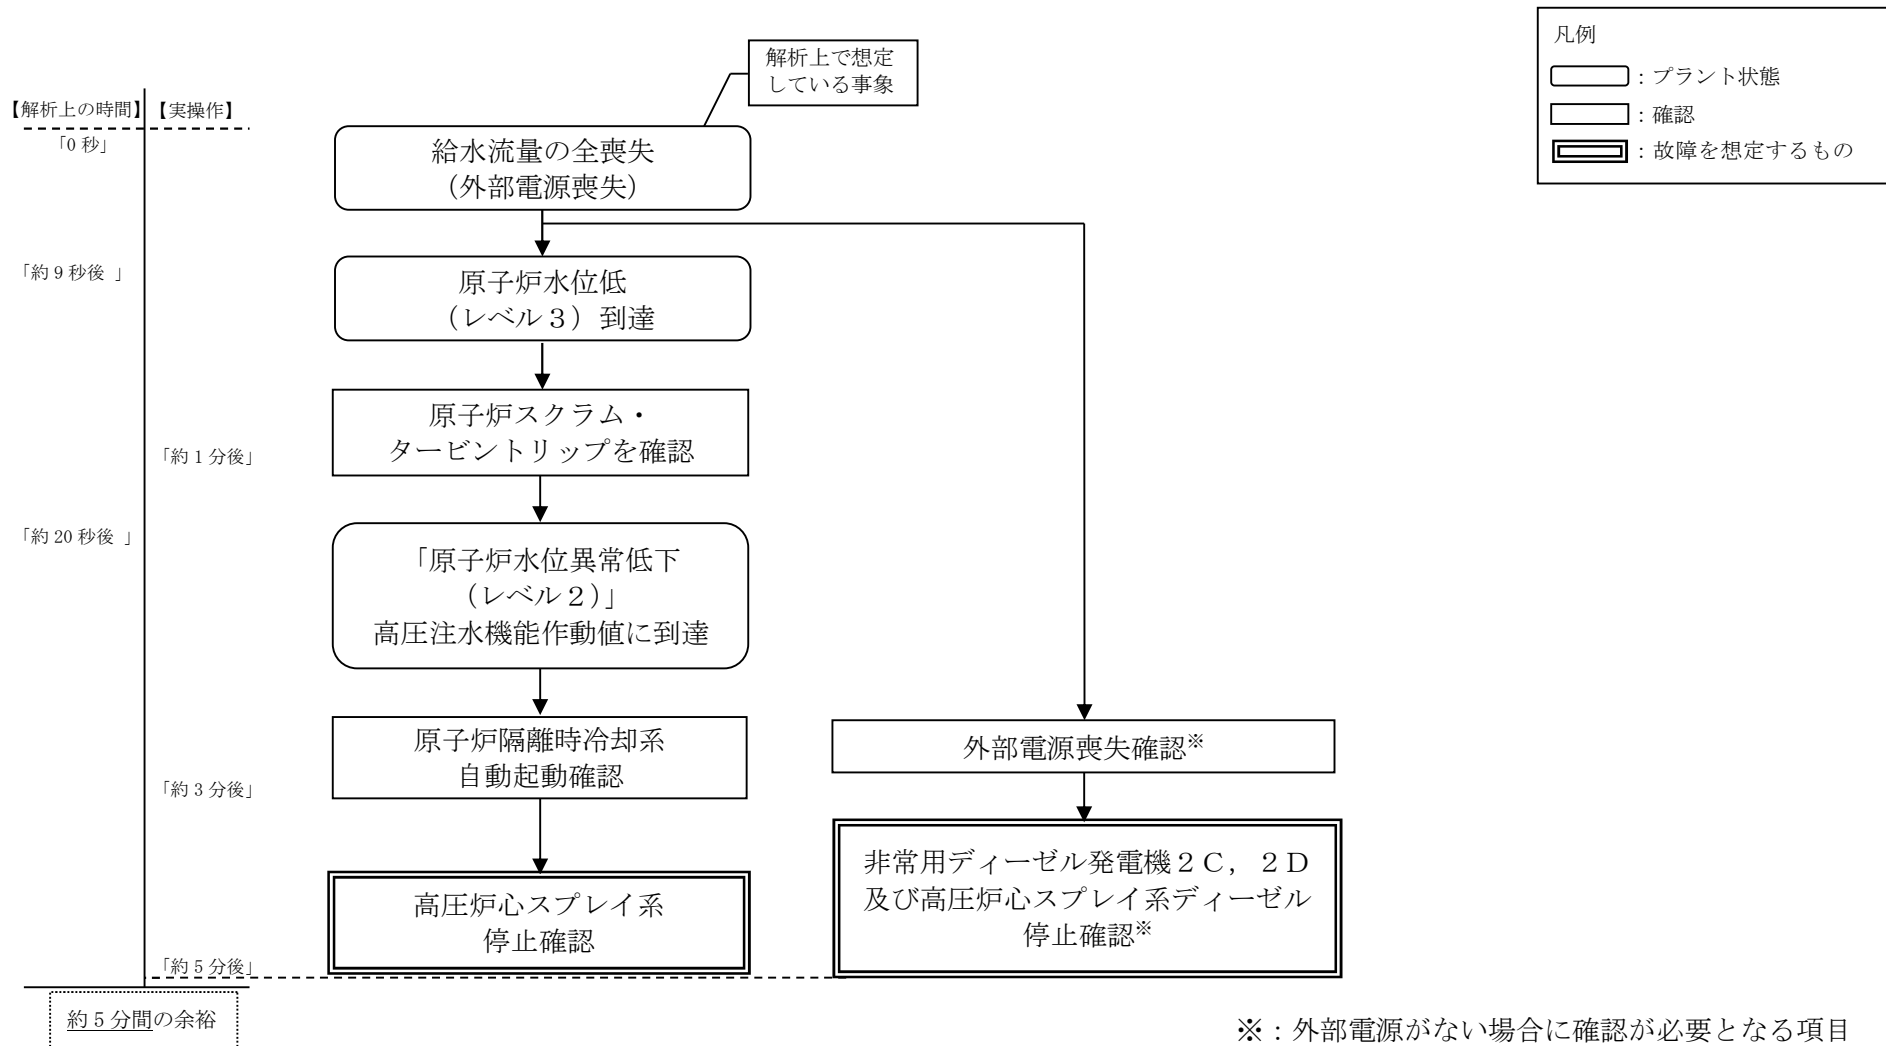 解析上で想定
している事象
凡例
：プラント状態
：確認
：故障を想定するもの
【解析上の時間】【実操作】
「0 秒」
給水流量の全喪失
（外部電源喪失）
「約 9 秒後 」
原子炉水位低
（レベル３）到達
原子炉スクラム・
タービントリップを確認
「約 1 分後」
「約 20 秒後 」
「原子炉水位異常低下
（レベル２）」
高圧注水機能作動値に到達
原子炉隔離時冷却系
自動起動確認
「約 3 分後」
外部電源喪失確認※
非常用ディーゼル発電機２Ｃ，２Ｄ
及び高圧炉心スプレイ系ディーゼル
停止確認※
高圧炉心スプレイ系
停止確認
「約 5 分後」
約 5 分間の余裕
※：外部電源がない場合に確認が必要となる項目